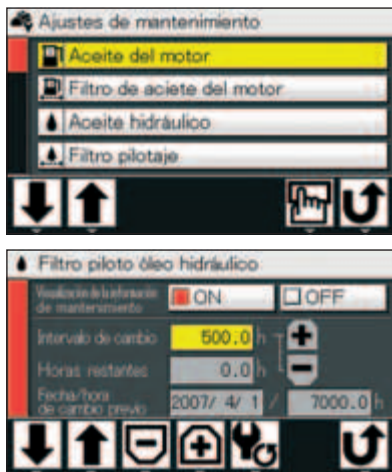 Ajustes de mantenimiento
Aceite del motor
Filtro de aciete del motor
Aceite hidráulico
Filtro pilotaje
Filtro piloto óleo hidráulico
Visualización de la información
de mantenimiento
ON
OFF
Intervalo de cambio
500.0 h
Horas restantes
0.0 h
Fecha/hora
de cambio previo
2007/ 4/ 1 / 7000.0 h